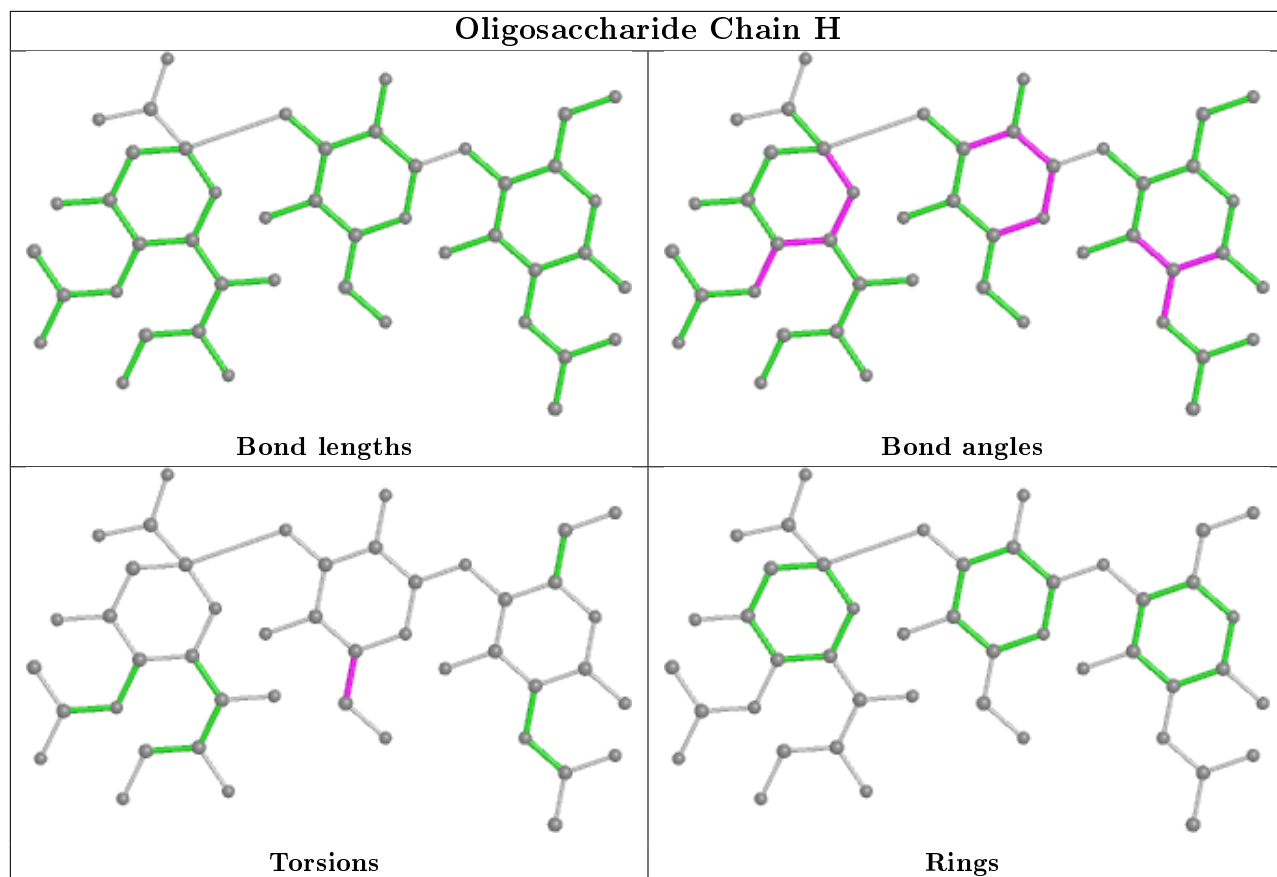 Oligosaccharide Chain H
Bond lengths
Bond angles
Torsions
Rings